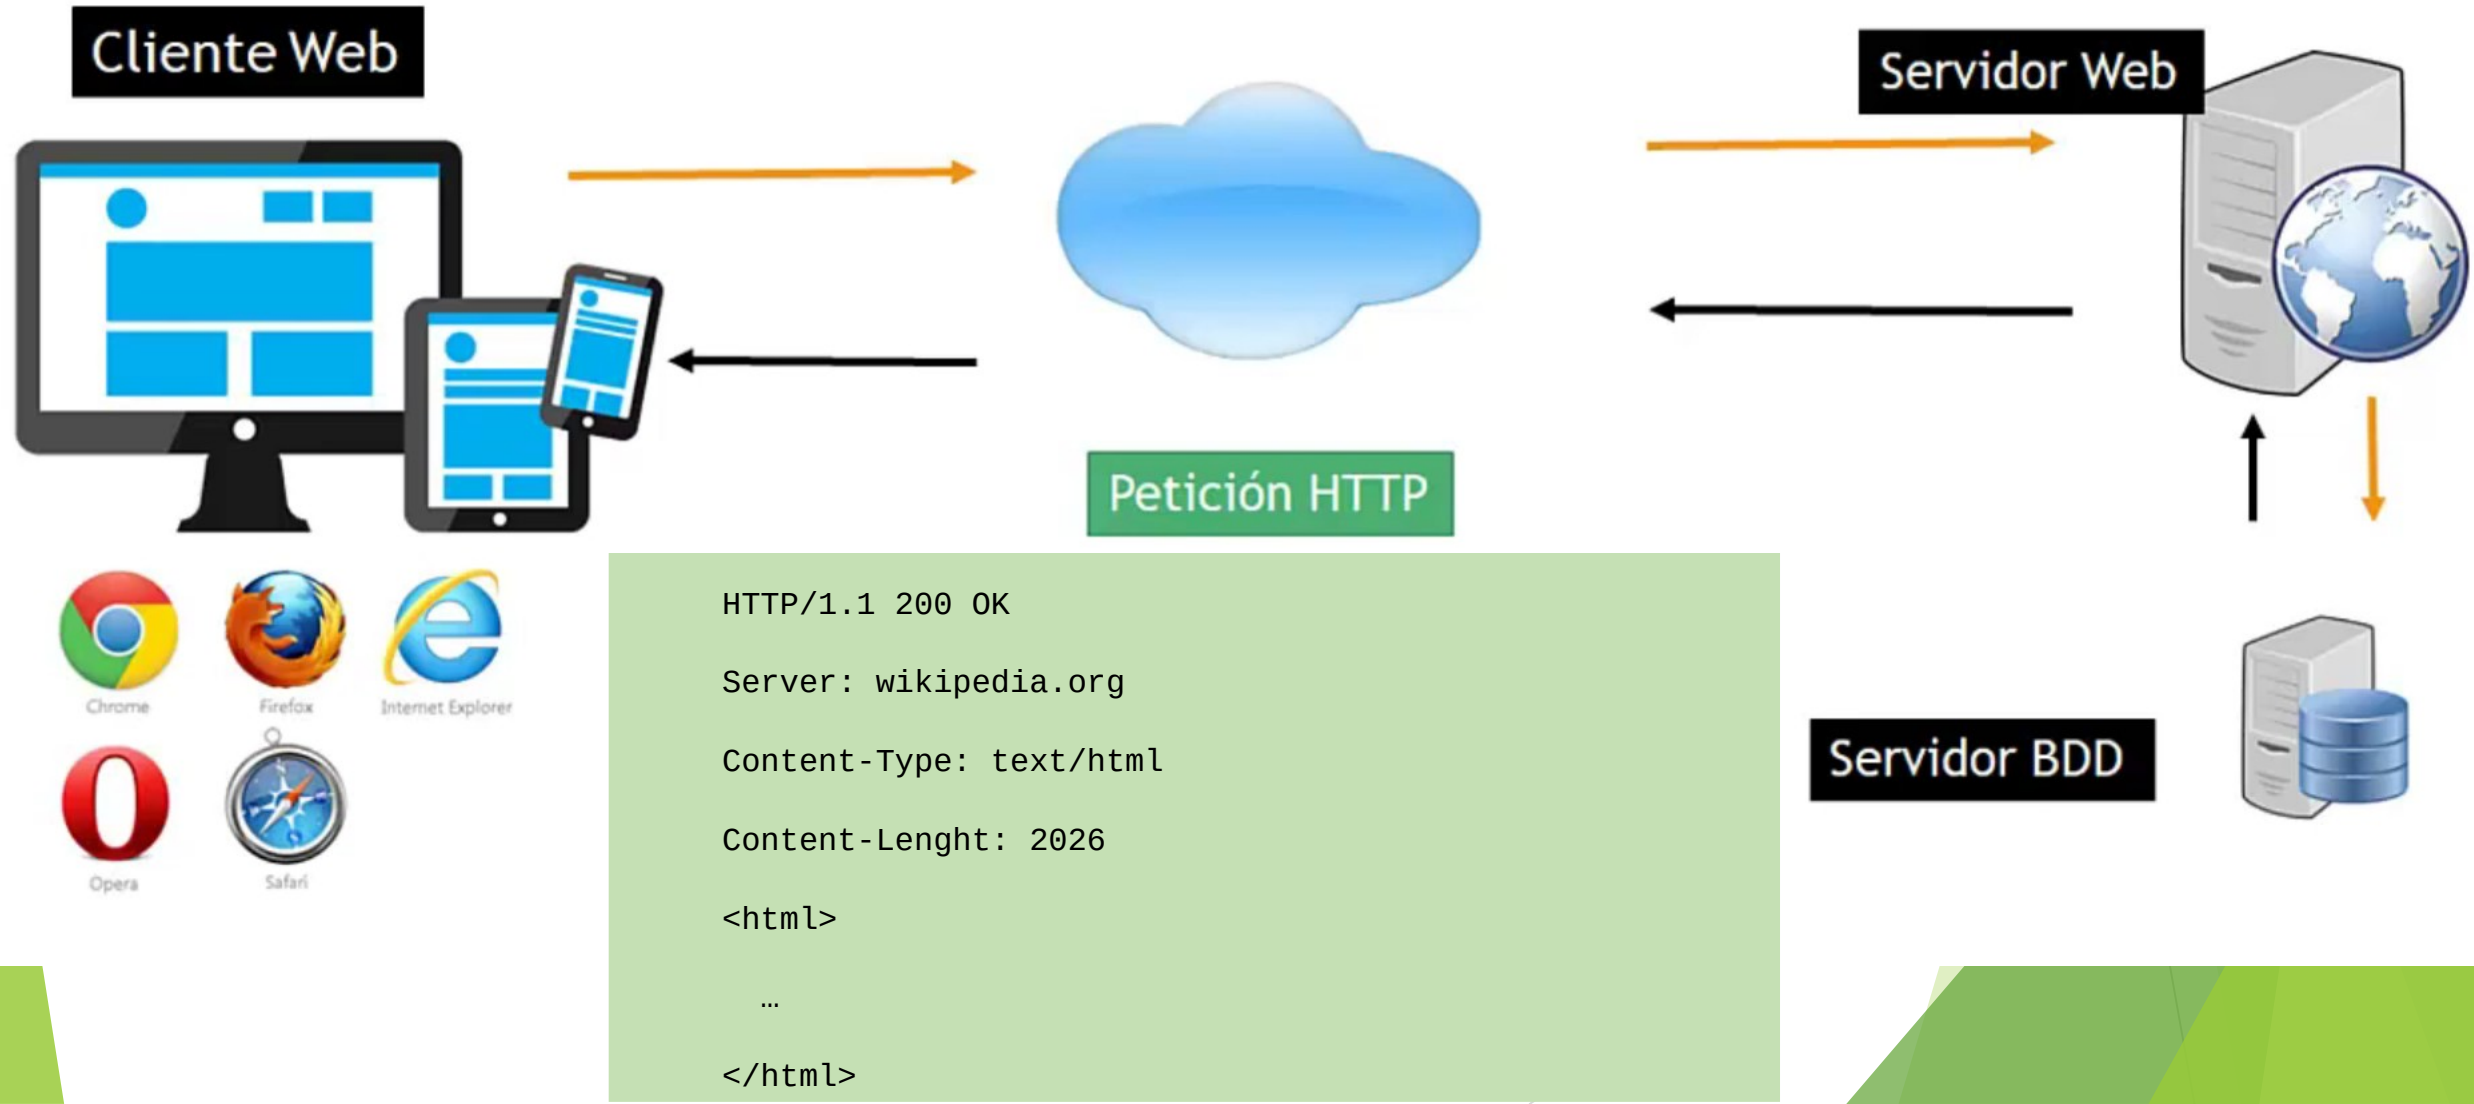 Cliente Web
Servidor Web
Petición HTTP
HTTP/1.1 200 OK
Server: wikipedia.org
Content-Type: text/html
Content-Lenght: 2026
<html>
…
</html>
Chrome
Firefox
Internet Explorer
Opera
Safari
Servidor BDD